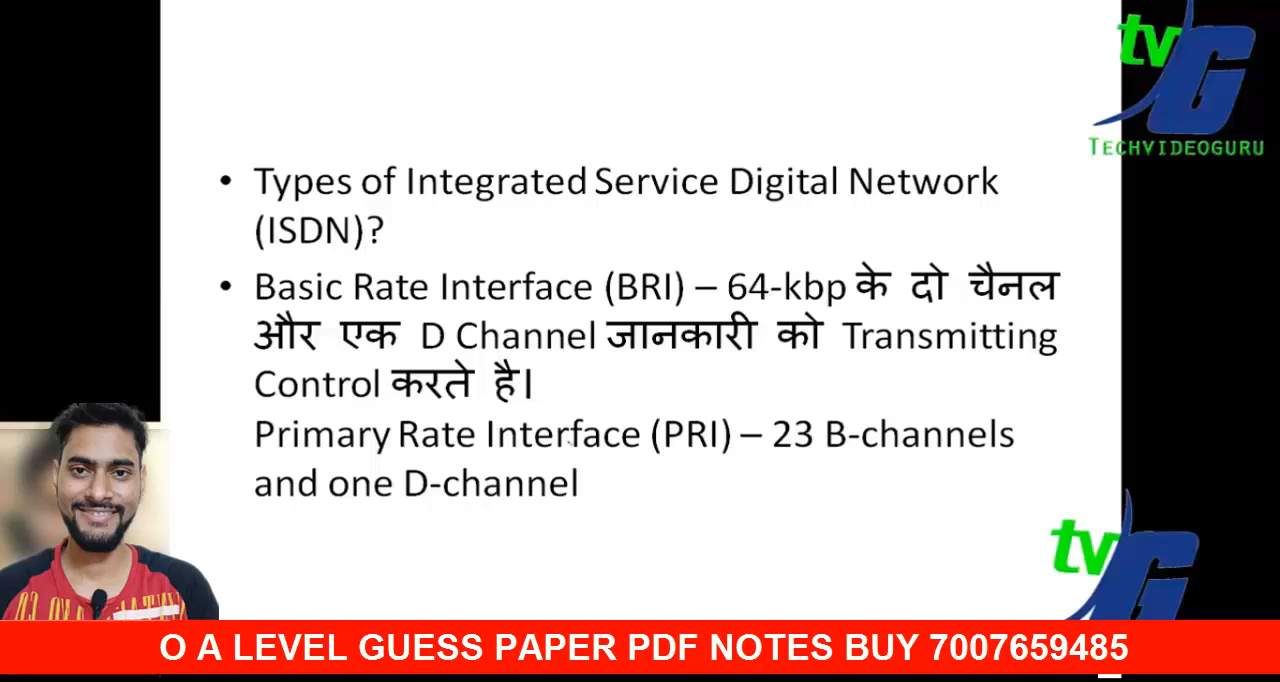 tvG
TECHVIDEOGURU
• Types of Integrated Service Digital Network
(ISDN)?
• Basic Rate Interface (BRI) – 64-kbp के दो चैनल
और एक D Channel जानकारी को Transmitting
Control करते है।
Primary Rate Interface (PRI) – 23 B-channels
and one D-channel
tvG
O A LEVEL GUESS PAPER PDF NOTES BUY 7007659485